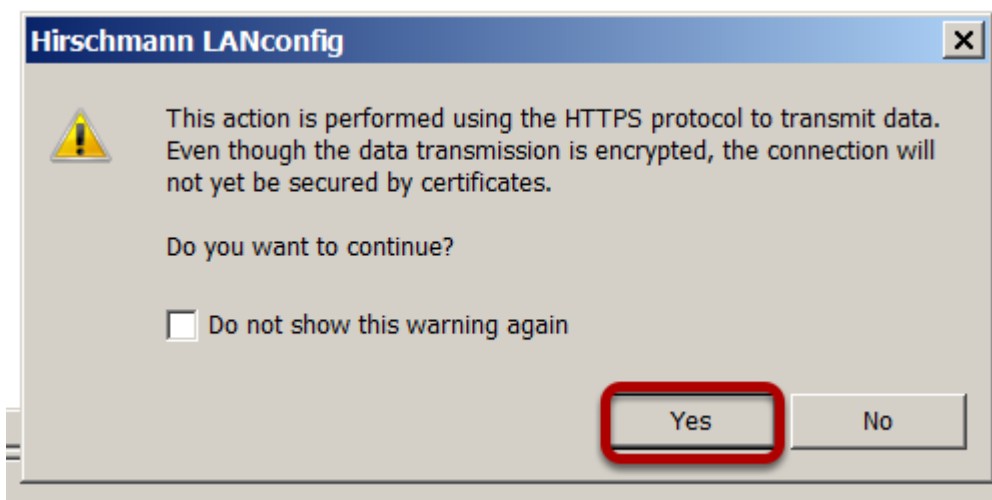 Hirschmann LANconfig
This action is performed using the HTTPS protocol to transmit data.
Even though the data transmission is encrypted, the connection will
not yet be secured by certificates.
Do you want to continue?
Do not show this warning again
Yes
No